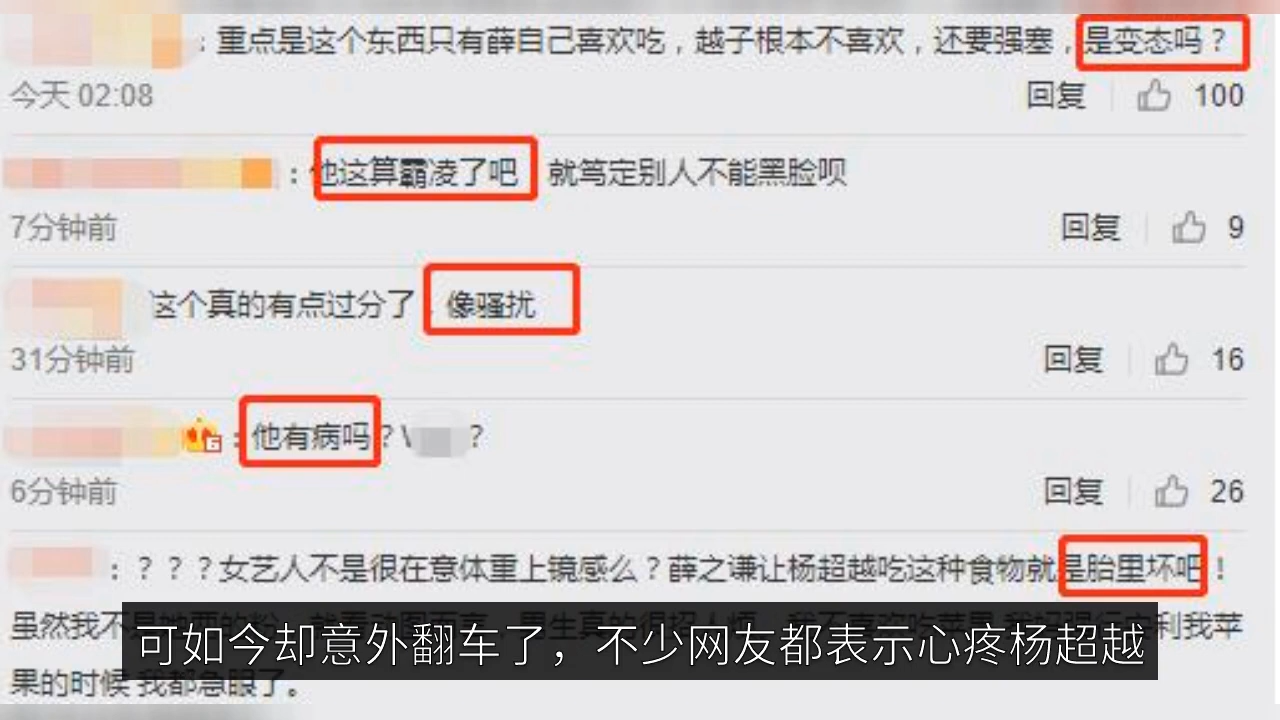 ：重点是这个东西只有薛自己喜欢吃，越子根本不喜欢，还要强塞，是变态吗？
今天 02:08
回复 100
：他这算霸凌了吧 就笃定别人不能黑脸呗
7分钟前
回复 9
这个真的有点过分了，像骚扰
31分钟前
回复 16
：他有病吗？\ ？
6分钟前
回复 26
：？？？女艺人不是很在意体重上镜感么？薛之谦让杨超越吃这种食物就是胎里坏吧！
虽然我不 利我苹
可如今却意外翻车了，不少网友都表示心疼杨超越
果的时候 我都急眼了。